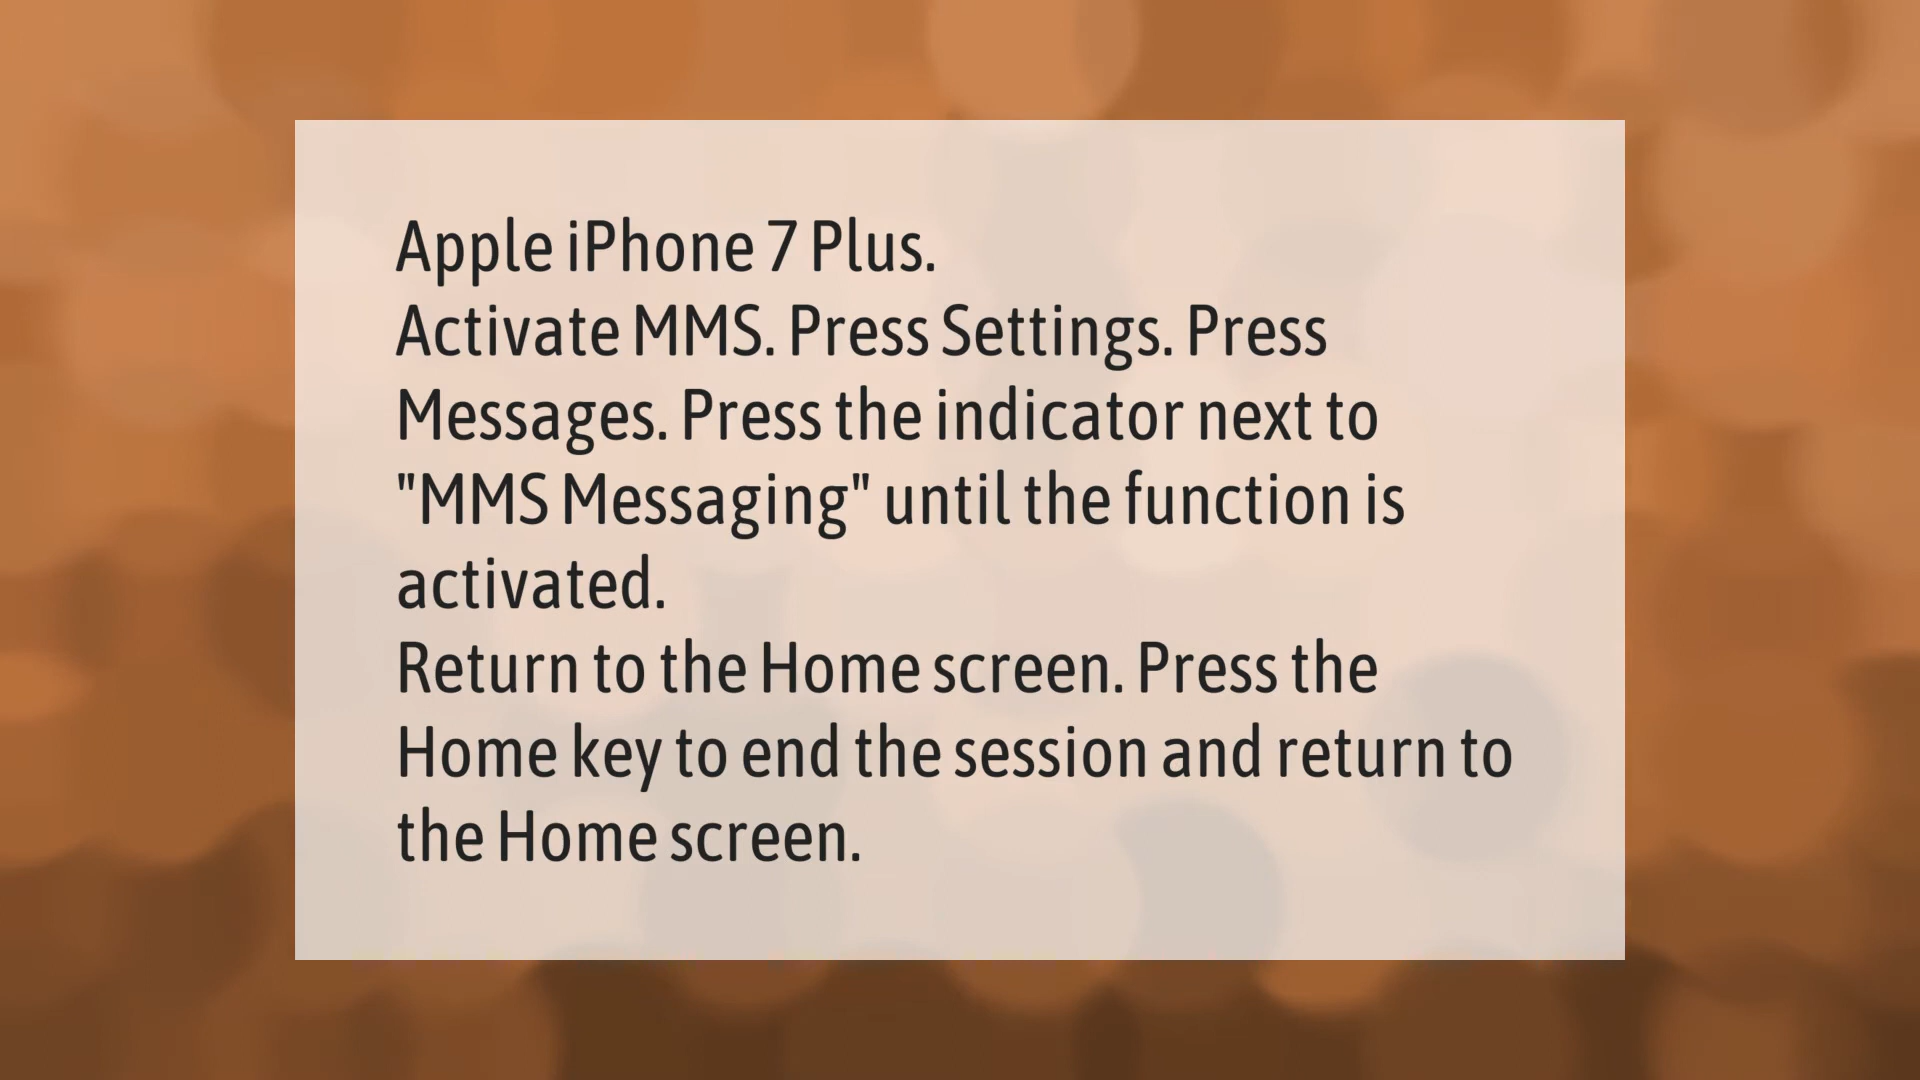 Apple iPhone 7 Plus.
Activate MMS. Press Settings. Press
Messages. Press the indicator next to
"MMS Messaging" until the function is
activated.
Return to the Home screen. Press the
Home key to end the session and return to
the Home screen.